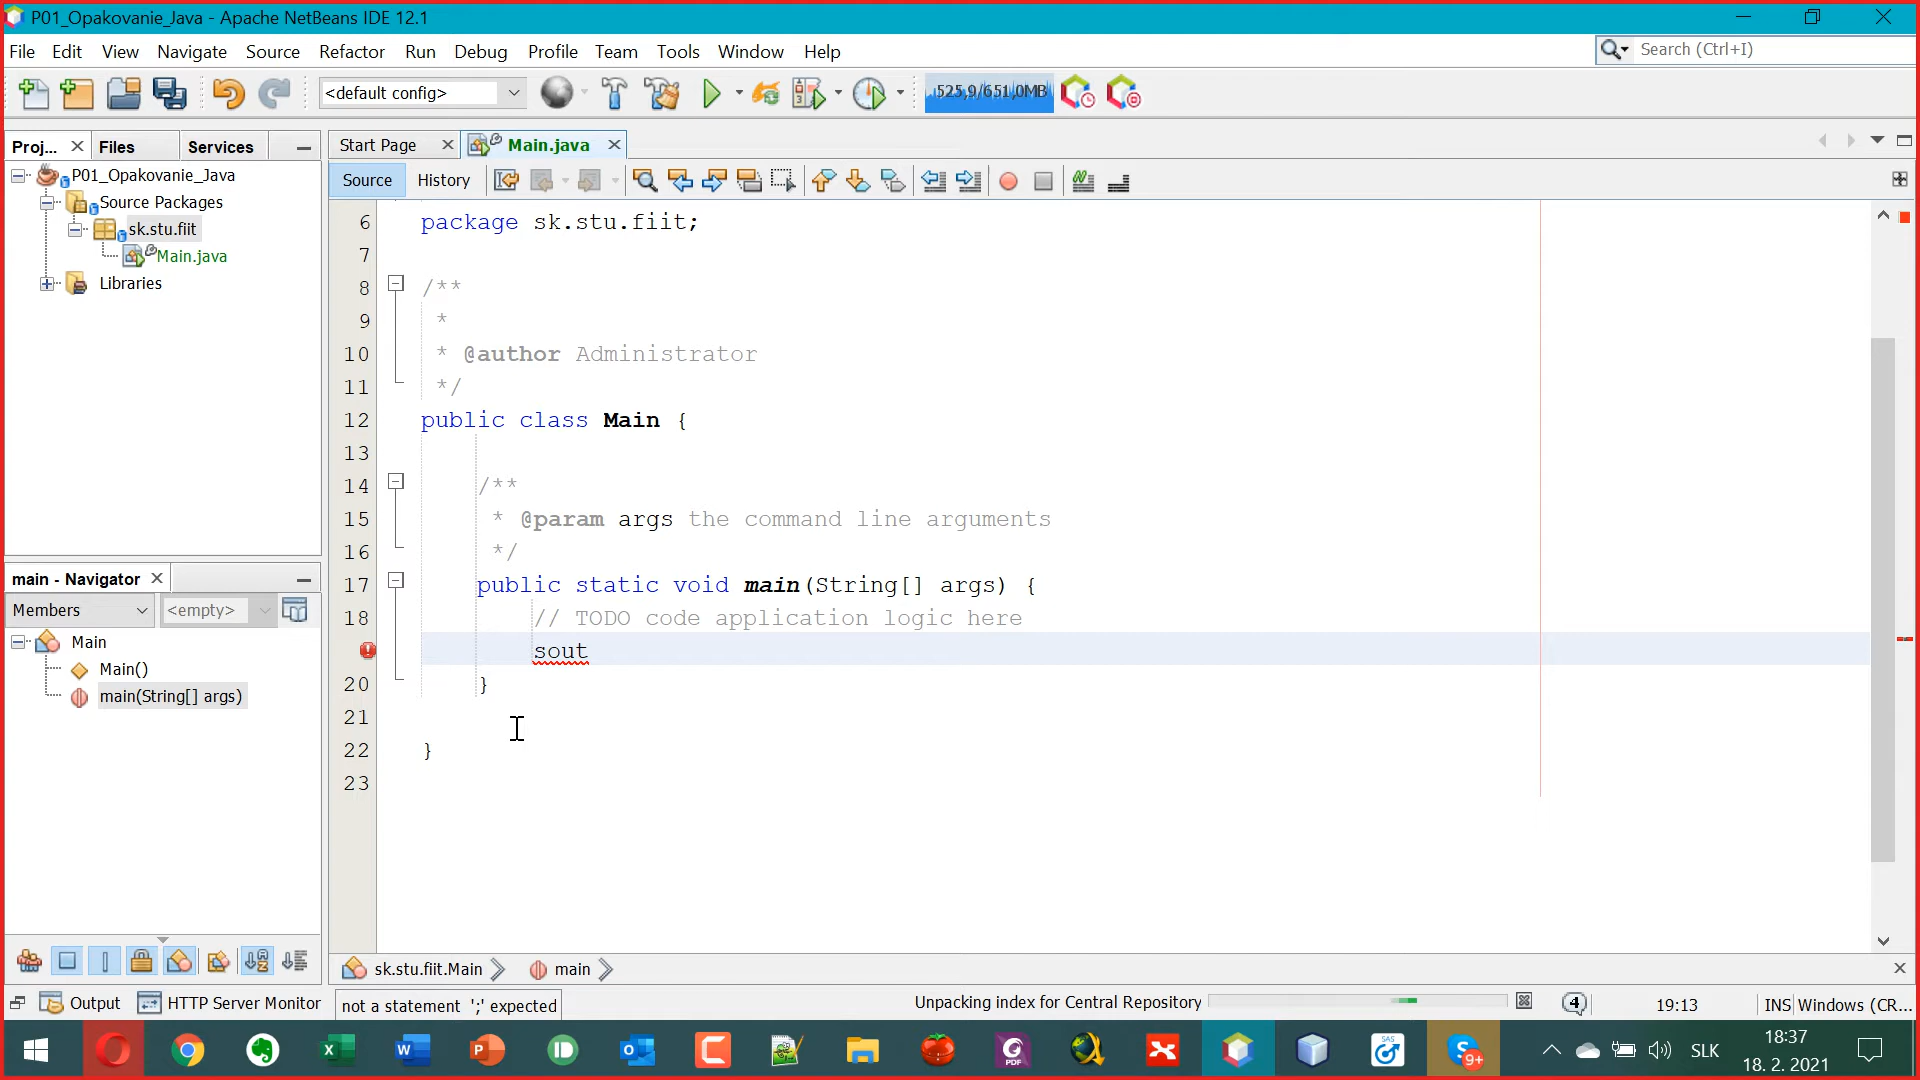 P01_Opakovanie_Java - Apache NetBeans IDE 12.1
File Edit View Navigate Source Refactor Run Debug Profile Team Tools Window Help
Search (Ctrl+I)
<default config>
525,9/651,0MB
Proj... Files Services
Start Page Main.java
Source History
P01_Opakovanie_Java
Source Packages
sk.stu.fiit
Main.java
Libraries
6 package sk.stu.fiit;
7
8 /**
9 *
10 * @author Administrator
11 */
12 public class Main {
13
14 /**
15 * @param args the command line arguments
16 */
17 public static void main(String[] args) {
18 // TODO code application logic here
sout
20 }
21
22 }
23
main - Navigator
Members <empty>
Main
Main()
main(String[] args)
sk.stu.fiit.Main main
Output HTTP Server Monitor not a statement ';' expected Unpacking index for Central Repository 4 19:13 INS Windows (CR...
9+ SLK 18:37
18. 2. 2021